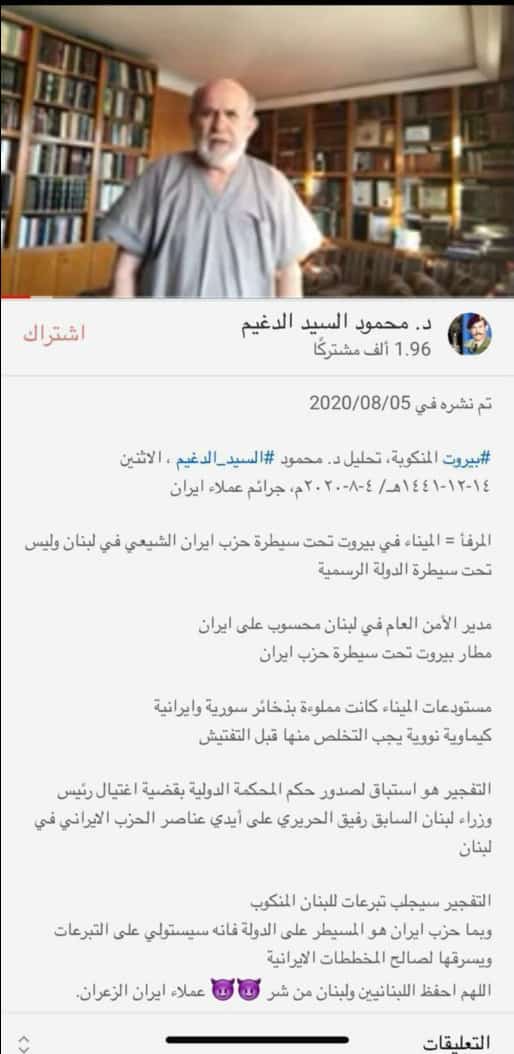 د. محمود السيد الدغيم
1.96 ألف مشتركًا
اشتراك
تم نشره في 2020/08/05
#بيروت المنكوبة، تحليل د. محمود #السيد_الدغيم ، الاثنين
١٤-١٢-١٤٤١هـ/ ٤-٨-٢٠٢٠م، جرائم عملاء ايران
المرفأ = الميناء في بيروت تحت سيطرة حزب ايران الشيعي في لبنان وليس
تحت سيطرة الدولة الرسمية
مدير الأمن العام في لبنان محسوب على ايران
مطار بيروت تحت سيطرة حزب ايران
مستودعات الميناء كانت مملوءة بذخائر سورية وايرانية
كيماوية نووية يجب التخلص منها قبل التفتيش
التفجير هو استباق لصدور حكم المحكمة الدولية بقضية اغتيال رئيس
وزراء لبنان السابق رفيق الحريري على أيدي عناصر الحزب الايراني في
لبنان
التفجير سيجلب تبرعات للبنان المنكوب
وبما حزب ايران هو المسيطر على الدولة فانه سيستولي على التبرعات
ويسرقها لصالح المخططات الايرانية
اللهم احفظ اللبنانيين ولبنان من شر 😈😈 عملاء ايران الزعران.
التعليقات